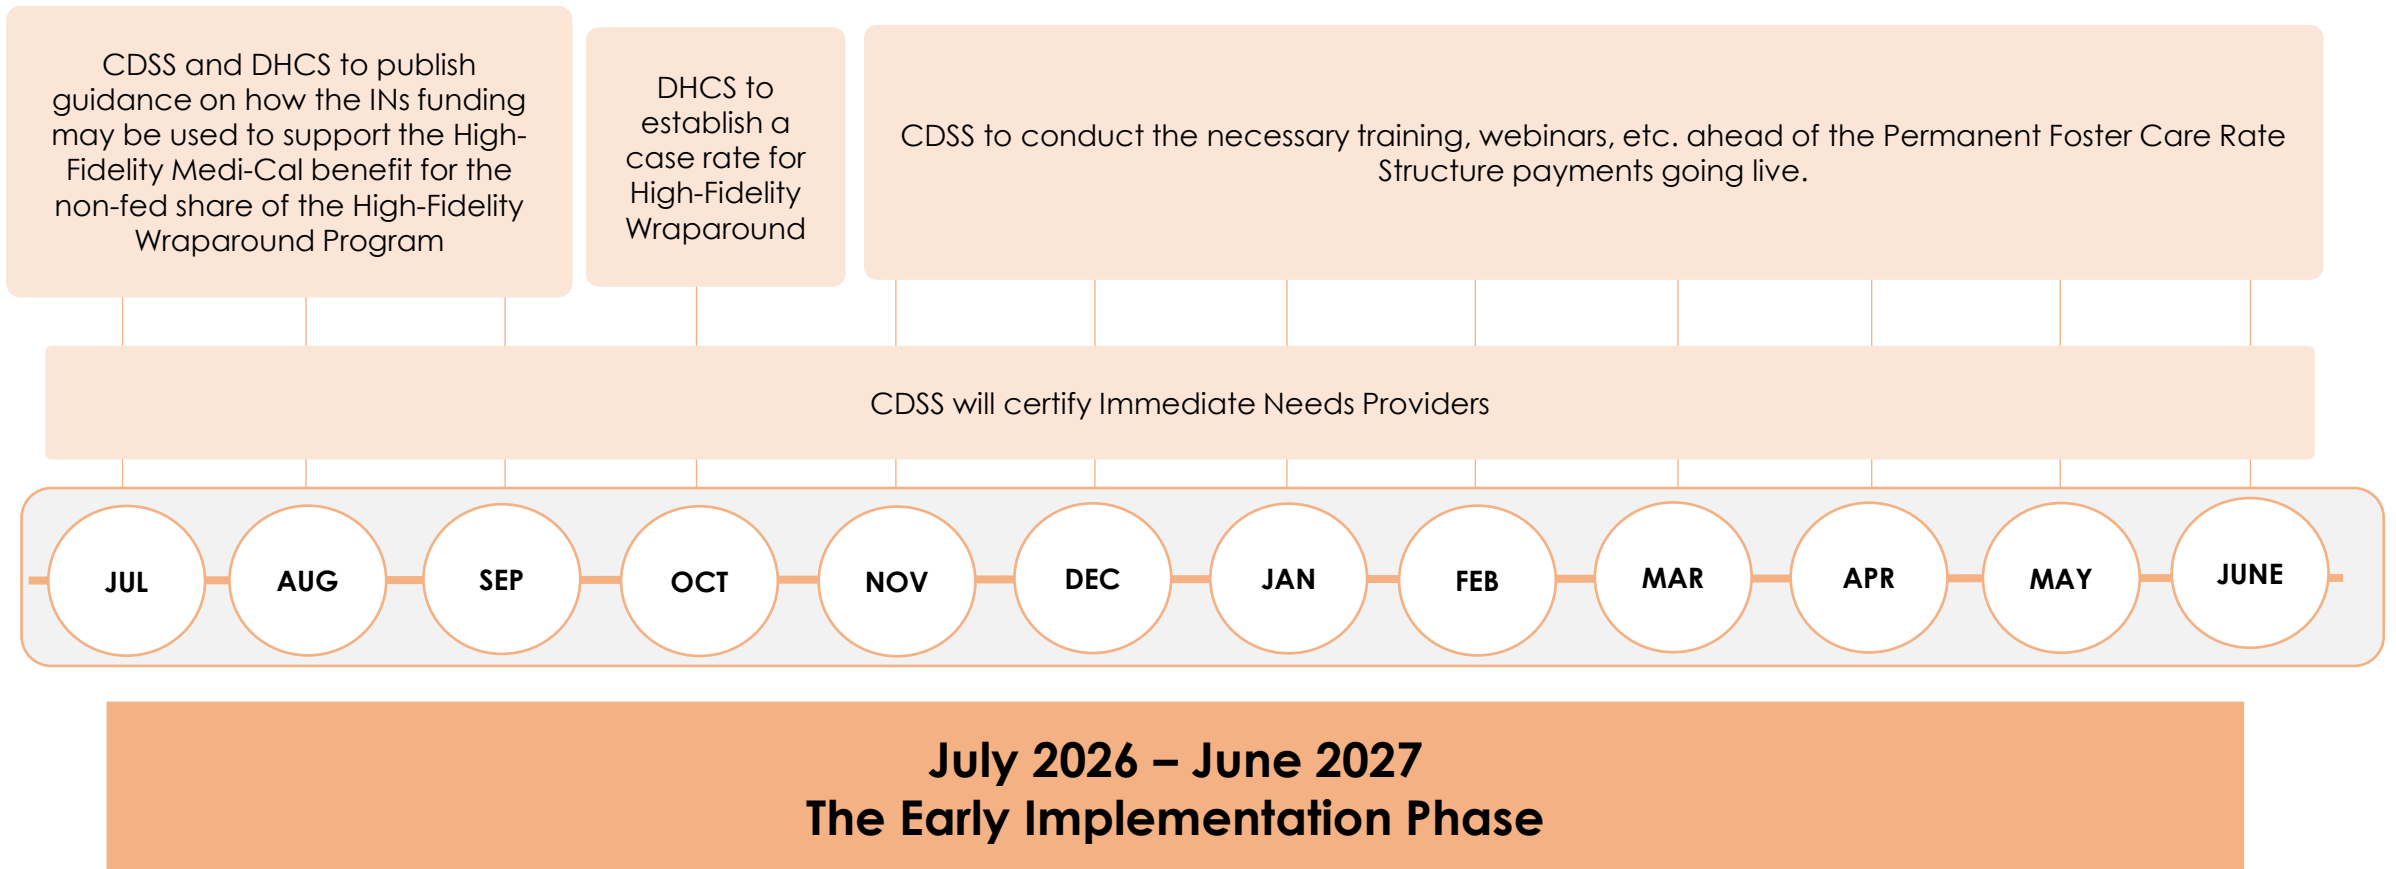 CDSS and DHCS to publish
guidance on how the INs funding
may be used to support the High-
Fidelity Medi-Cal benefit for the
non-fed share of the High-Fidelity
Wraparound Program
DHCS to
establish a
case rate for
High-Fidelity
Wraparound
CDSS to conduct the necessary training, webinars, etc. ahead of the Permanent Foster Care Rate
Structure payments going live.
CDSS will certify Immediate Needs Providers
JUL AUG SEP OCT NOV DEC JAN FEB MAR APR MAY JUNE
July 2026 – June 2027
The Early Implementation Phase